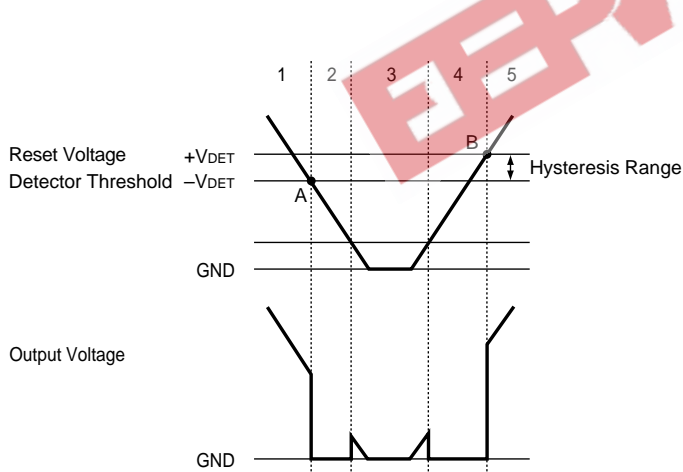 1 2 3 4 5
B
Reset Voltage +VDET
Hysteresis Range
Detector Threshold –VDET
A
GND
Output Voltage
GND